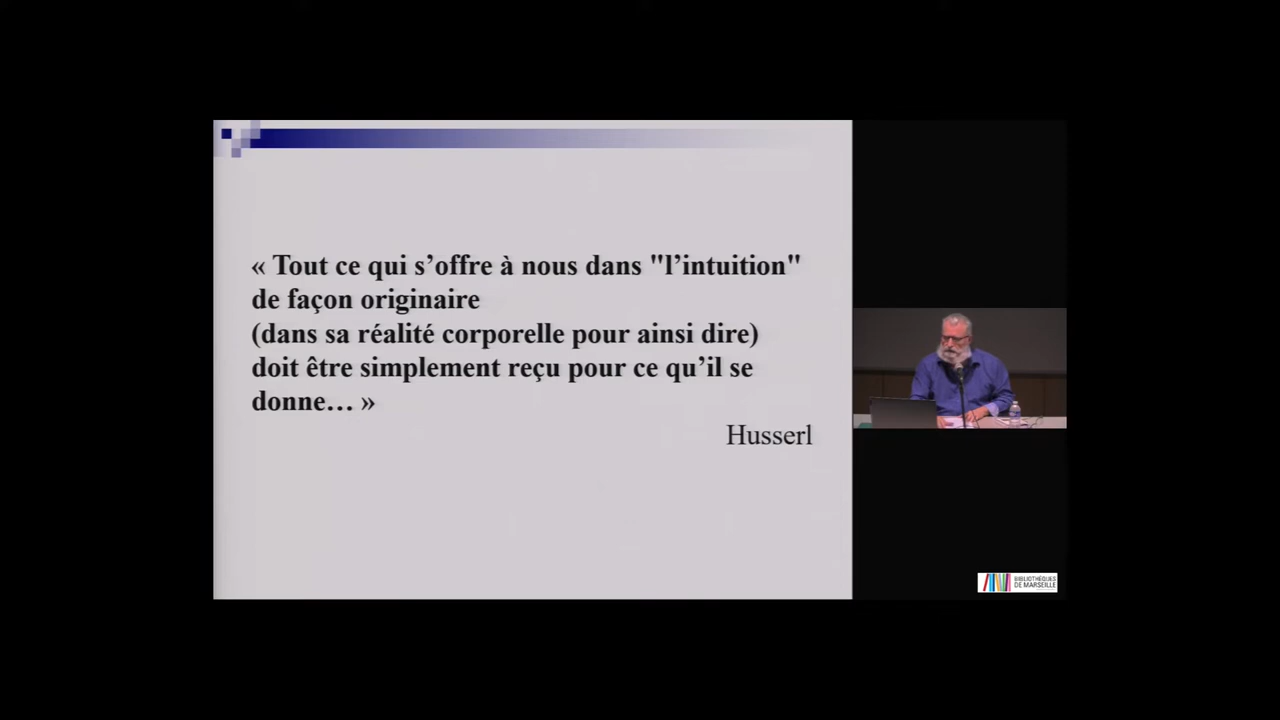 « Tout ce qui s’offre à nous dans "l’intuition"
de façon originaire
(dans sa réalité corporelle pour ainsi dire)
doit être simplement reçu pour ce qu’il se
donne… »
Husserl
BIBLIOTHÈQUES
DE MARSEILLE